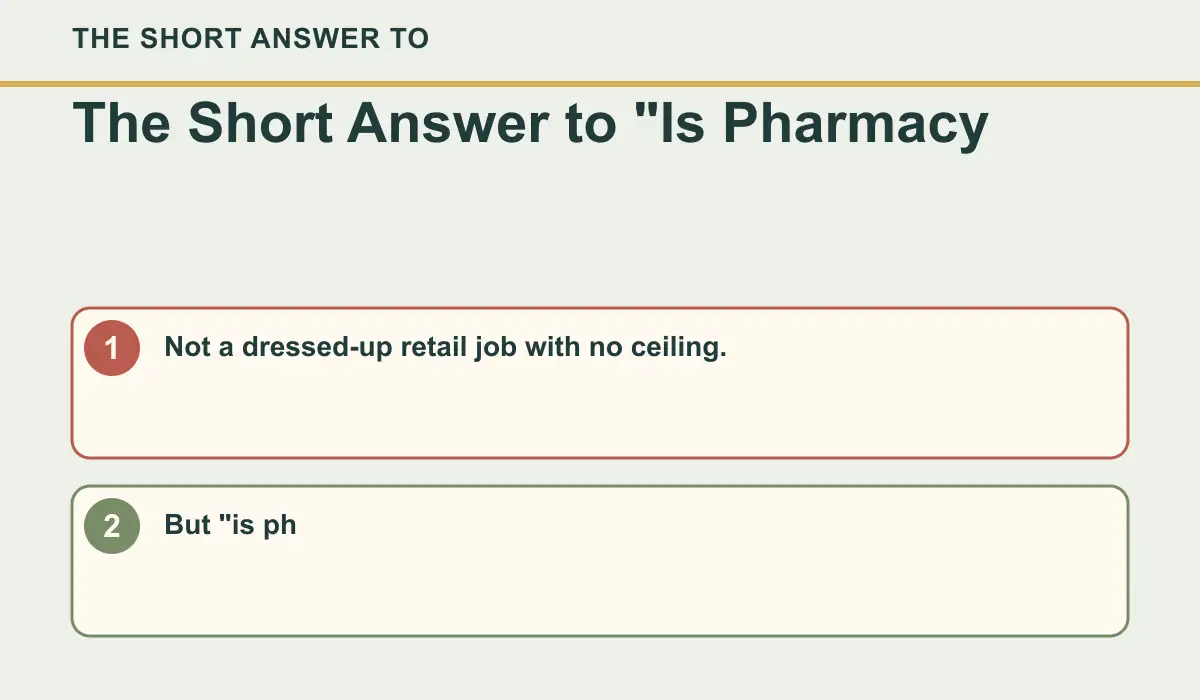 THE SHORT ANSWER TO
The Short Answer to "Is Pharmacy
1
Not a dressed-up retail job with no ceiling.
2
But "is ph